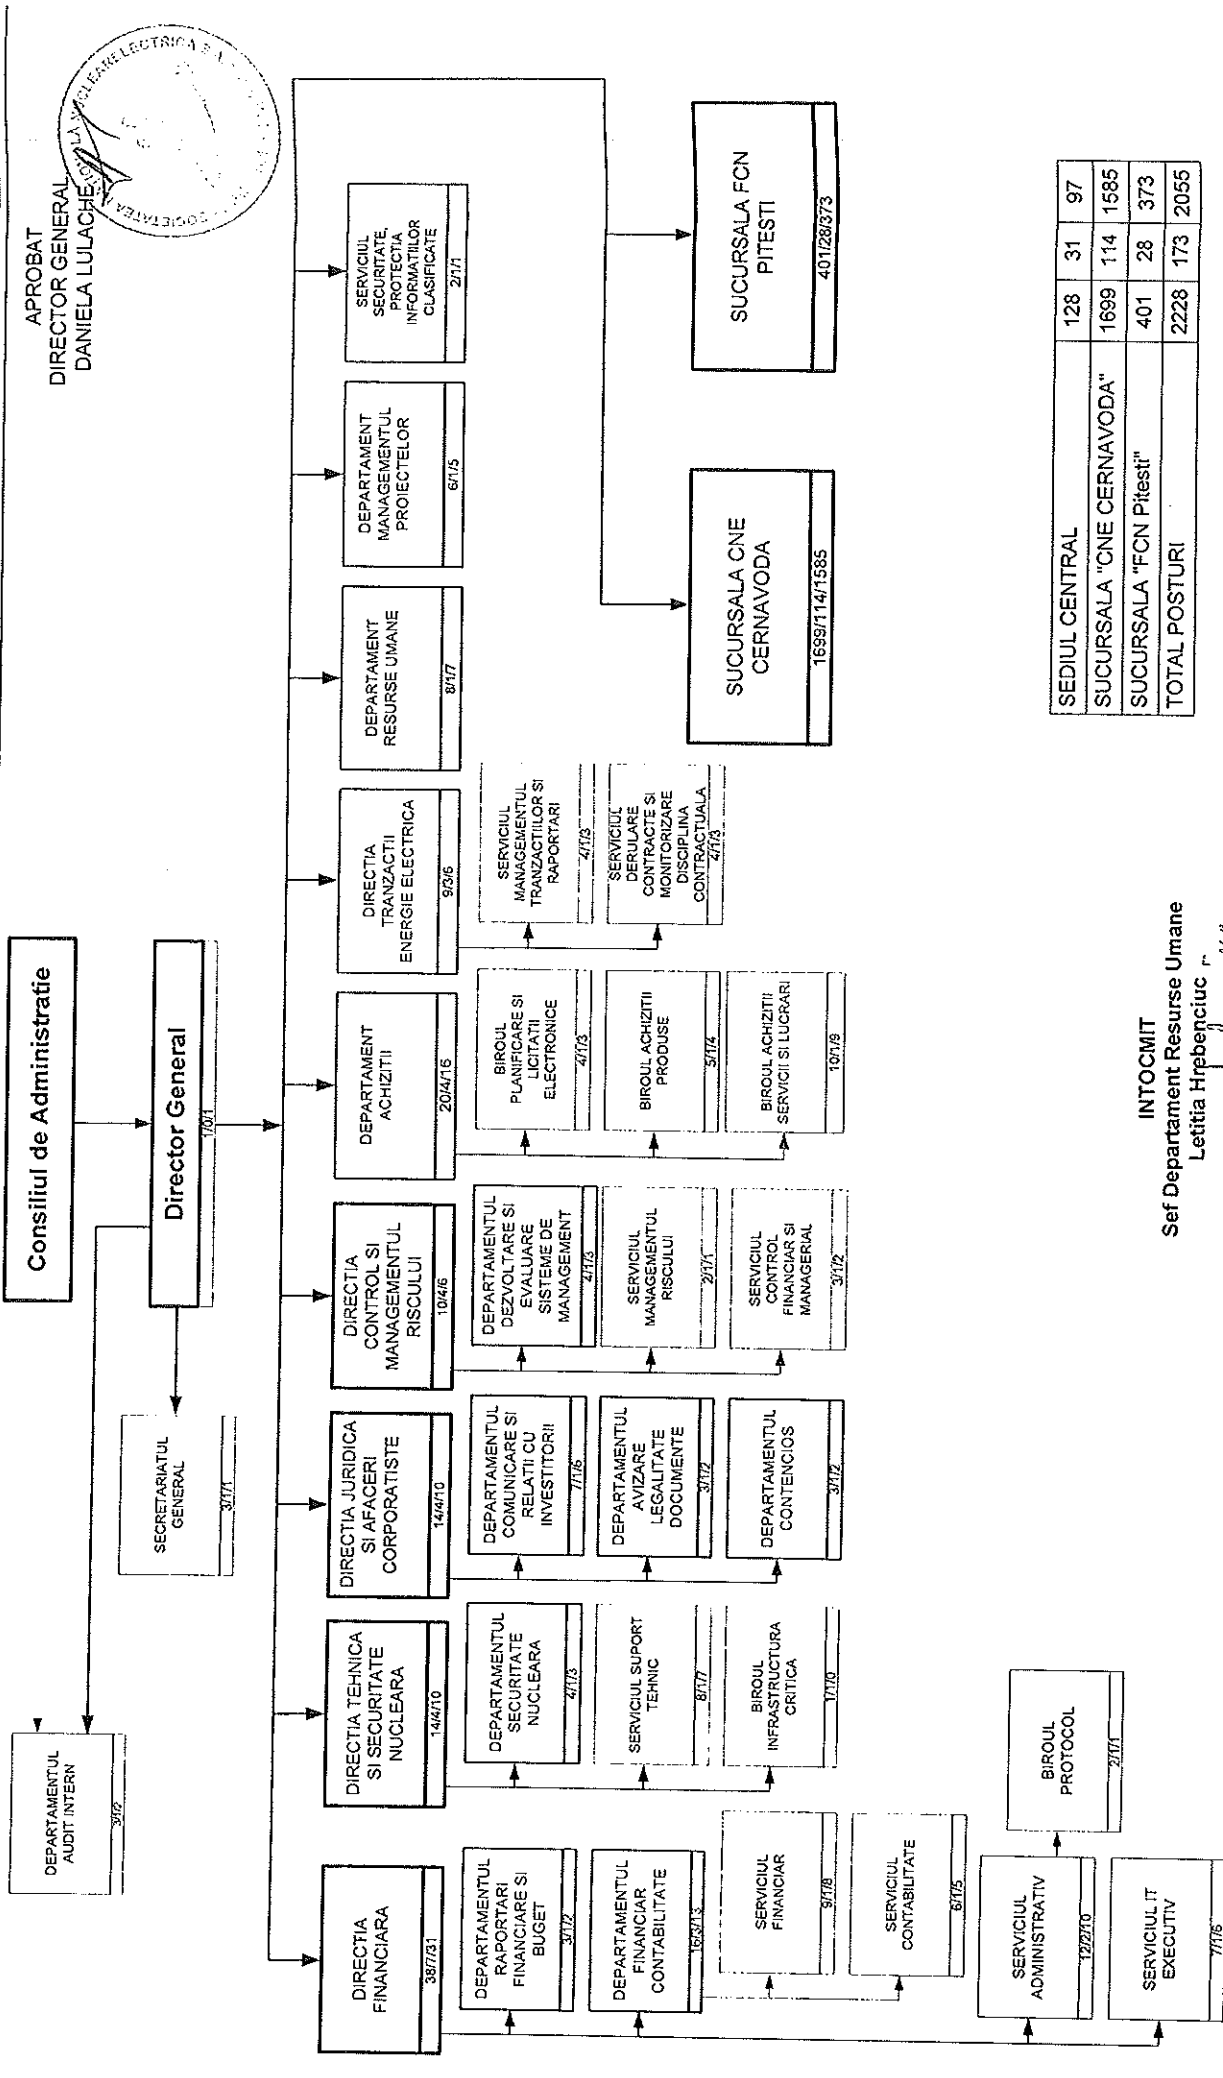 APROBAT
DIRECTOR GENERAL
DANIELA LULACHE
Consiliul de Administratie
Director General
1/0/1
DEPARTAMENTUL
AUDIT INTERN
3/1/2
SECRETARIATUL
GENERAL
3/1/1
DIRECTIA
FINANCIARA
38/7/31
DIRECTIA TEHNICA
SI SECURITATE
NUCLEARA
14/4/10
DIRECTIA JURIDICA
SI AFACERI
CORPORATISTE
14/4/10
DIRECTIA
CONTROL SI
MANAGEMENTUL
RISCULUI
10/4/6
DEPARTAMENT
ACHIZITII
20/4/16
DIRECTIA
TRANZACTII
ENERGIE ELECTRICA
9/3/6
DEPARTAMENT
RESURSE UMANE
8/1/7
DEPARTAMENT
MANAGEMENTUL
PROIECTELOR
6/1/5
SERVICIUL
SECURITATE,
PROTECTIA
INFORMATIILOR
CLASIFICATE
2/1/1
DEPARTAMENTUL
RAPORTARI
FINANCIARE SI
BUGET
3/1/2
DEPARTAMENTUL
FINANCIAR
CONTABILITATE
16/3/13
SERVICIUL
FINANCIAR
9/1/8
SERVICIUL
CONTABILITATE
6/1/5
SERVICIUL
ADMINISTRATIV
12/2/10
BIROUL
PROTOCOL
2/1/1
SERVICIUL IT
EXECUTIV
7/1/6
DEPARTAMENTUL
SECURITATE
NUCLEARA
4/1/3
SERVICIUL SUPORT
TEHNIC
8/1/7
BIROUL
INFRASTRUCTURA
CRITICA
1/1/0
DEPARTAMENTUL
COMUNICARE SI
RELATII CU
INVESTITORII
7/1/6
DEPARTAMENTUL
AVIZARE
LEGALITATE
DOCUMENTE
3/1/2
DEPARTAMENTUL
CONTENCIOS
3/1/2
DEPARTAMENTUL
DEZVOLTARE SI
EVALUARE
SISTEME DE
MANAGEMENT
4/1/3
SERVICIUL
MANAGEMENTUL
RISCULUI
2/1/1
SERVICIUL
CONTROL
FINANCIAR SI
MANAGERIAL
3/1/2
BIROUL
PLANIFICARE SI
LICITATII
ELECTRONICE
4/1/3
BIROUL ACHIZITII
PRODUSE
5/1/4
BIROUL ACHIZITII
SERVICII SI LUCRARI
10/1/9
SERVICIUL
MANAGEMENTUL
TRANZACTIILOR SI
RAPORTARI
4/1/3
SERVICIUL
DERULARE
CONTRACTE SI
MONITORIZARE
DISCIPLINA
CONTRACTUALA
4/1/3
SUCURSALA CNE
CERNAVODA
1699/114/1585
SUCURSALA FCN
PITESTI
401/28/373
SEDIUL CENTRAL 128 31 97
SUCURSALA "CNE CERNAVODA" 1699 114 1585
SUCURSALA "FCN Pitesti" 401 28 373
TOTAL POSTURI 2228 173 2055
INTOCMIT
Sef Departament Resurse Umane
Letitia Hrebenciuc